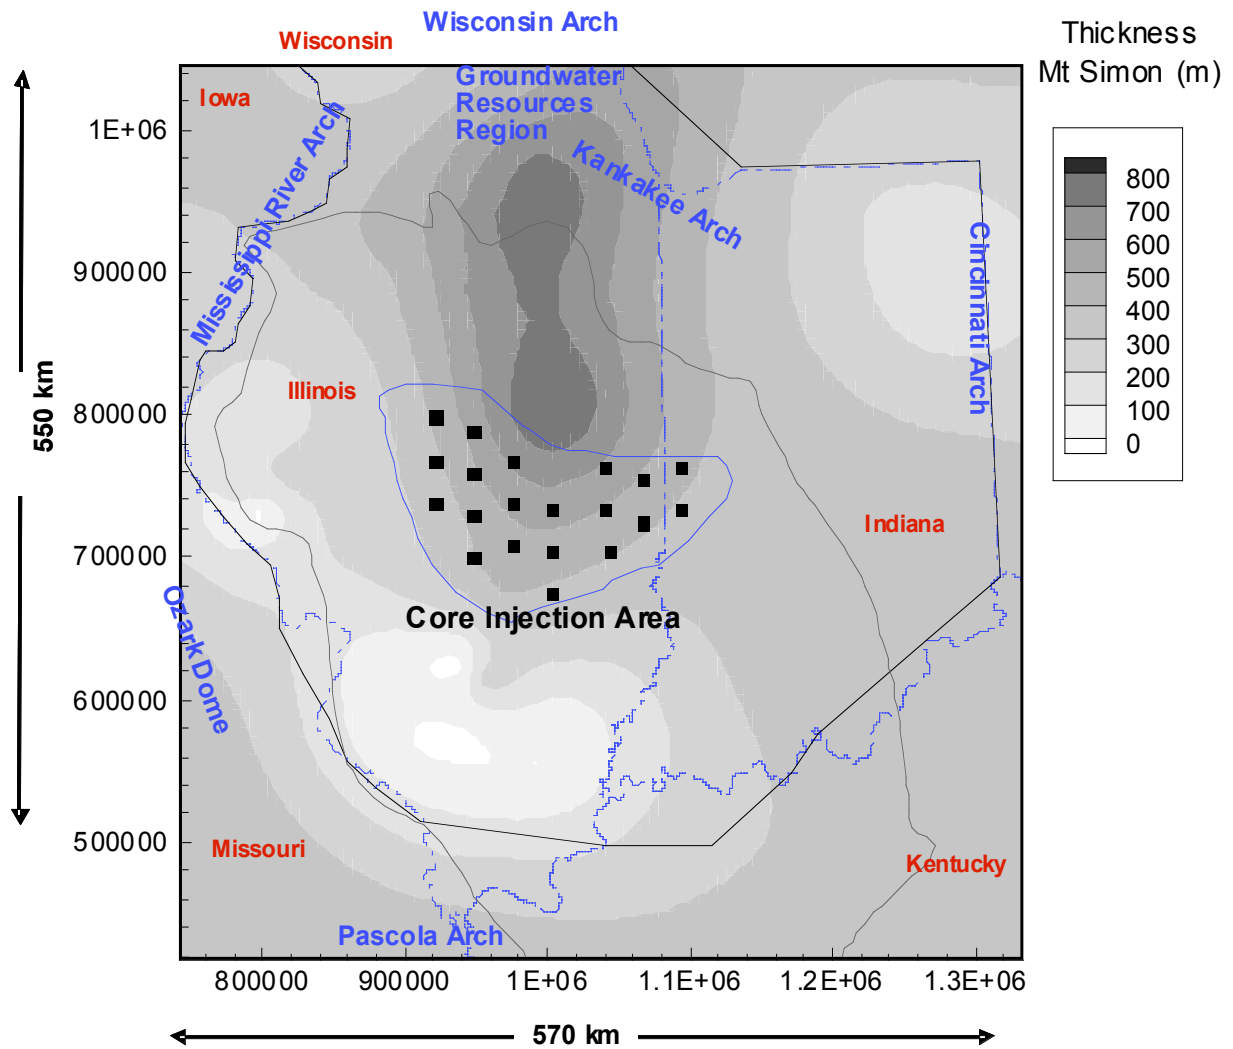 Wisconsin Arch
Wisconsin
Thickness
Mt Simon (m)
Groundwater
Resources
Region
Iowa
Mississippi River Arch
Kankakee Arch
Cincinnati Arch
1E+06
900000
800000
700000
600000
500000
550 km
800
700
600
500
400
300
200
100
0
Illinois
Indiana
Core Injection Area
Ozark Dome
Missouri
Kentucky
Pascola Arch
800000
900000
1E+06
1.1E+06
1.2E+06
1.3E+06
570 km